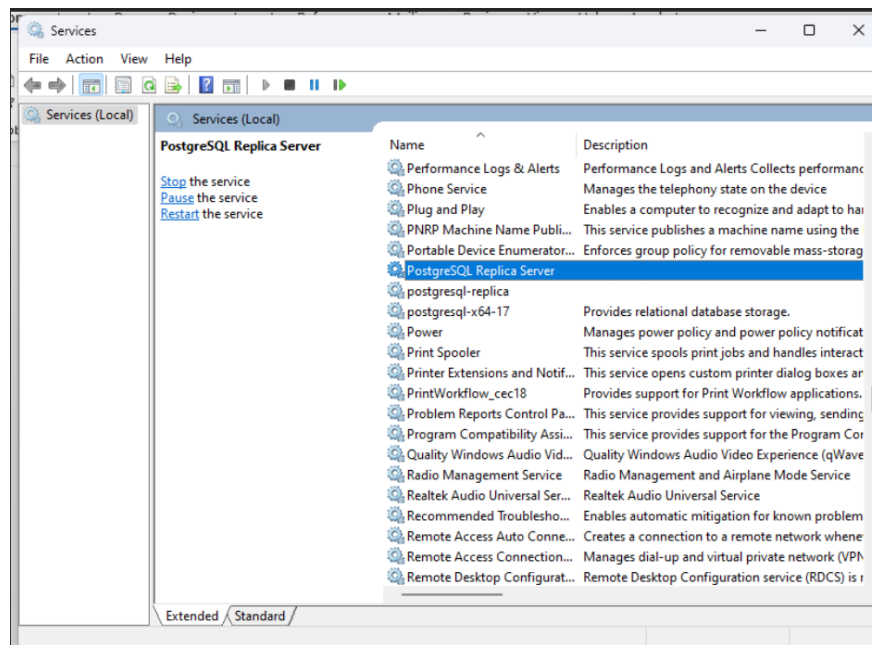 Services
File Action View Help
Services (Local)
Services (Local)
PostgreSQL Replica Server
Stop the service
Pause the service
Restart the service
Name Description
Performance Logs & Alerts Performance Logs and Alerts Collects performanc
Phone Service Manages the telephony state on the device
Plug and Play Enables a computer to recognize and adapt to har
PNRP Machine Name Publi... This service publishes a machine name using the
Portable Device Enumerator... Enforces group policy for removable mass-storag
PostgreSQL Replica Server
postgresql-replica
postgresql-x64-17 Provides relational database storage.
Power Manages power policy and power policy notificat
Print Spooler This service spools print jobs and handles interact
Printer Extensions and Notif... This service opens custom printer dialog boxes ar
PrintWorkflow_cec18 Provides support for Print Workflow applications.
Problem Reports Control Pa... This service provides support for viewing, sending
Program Compatibility Assi... This service provides support for the Program Cor
Quality Windows Audio Vid... Quality Windows Audio Video Experience (qWave
Radio Management Service Radio Management and Airplane Mode Service
Realtek Audio Universal Ser... Realtek Audio Universal Service
Recommended Troublesho... Enables automatic mitigation for known problem
Remote Access Auto Conne... Creates a connection to a remote network whene
Remote Access Connection... Manages dial-up and virtual private network (VPN
Remote Desktop Configurat... Remote Desktop Configuration service (RDCS) is r
Extended Standard